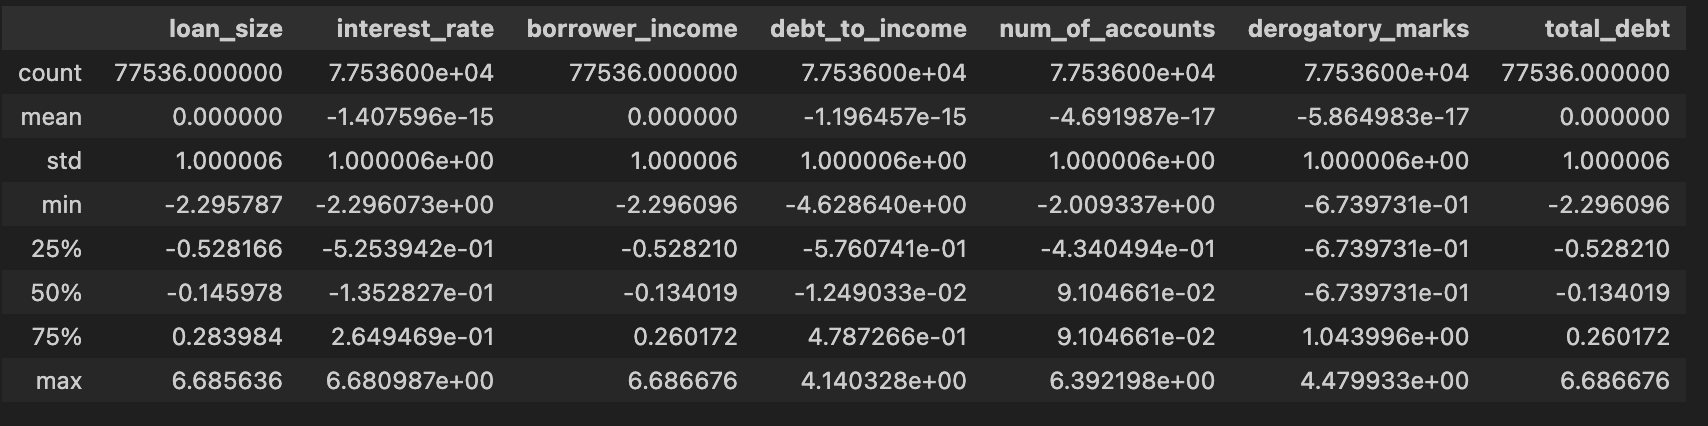 loan_size interest_rate borrower_income debt_to_income num_of_accounts derogatory_marks total_debt
count 77536.000000 7.753600e+04 77536.000000 7.753600e+04 7.753600e+04 7.753600e+04 77536.000000
mean 0.000000 -1.407596e-15 0.000000 -1.196457e-15 -4.691987e-17 -5.864983e-17 0.000000
std 1.000006 1.000006e+00 1.000006 1.000006e+00 1.000006e+00 1.000006e+00 1.000006
min -2.295787 -2.296073e+00 -2.296096 -4.628640e+00 -2.009337e+00 -6.739731e-01 -2.296096
25% -0.528166 -5.253942e-01 -0.528210 -5.760741e-01 -4.340494e-01 -6.739731e-01 -0.528210
50% -0.145978 -1.352827e-01 -0.134019 -1.249033e-02 9.104661e-02 -6.739731e-01 -0.134019
75% 0.283984 2.649469e-01 0.260172 4.787266e-01 9.104661e-02 1.043996e+00 0.260172
max 6.685636 6.680987e+00 6.686676 4.140328e+00 6.392198e+00 4.479933e+00 6.686676